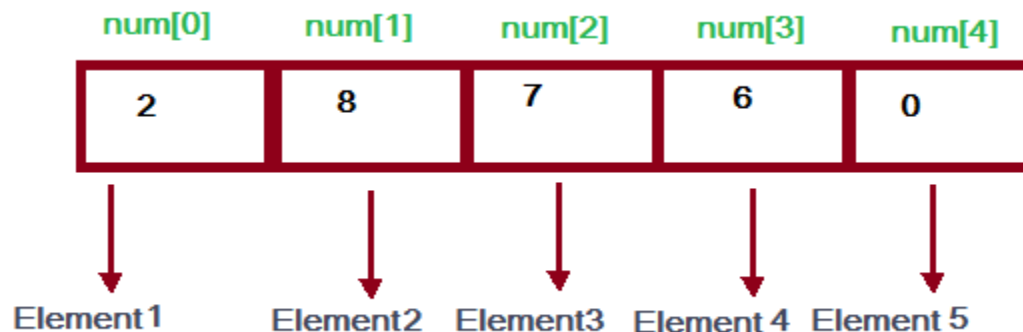 num[0] num[1] num[2] num[3] num[4]
2 8 7 6 0
Element1 Element2 Element3 Element 4 Element 5